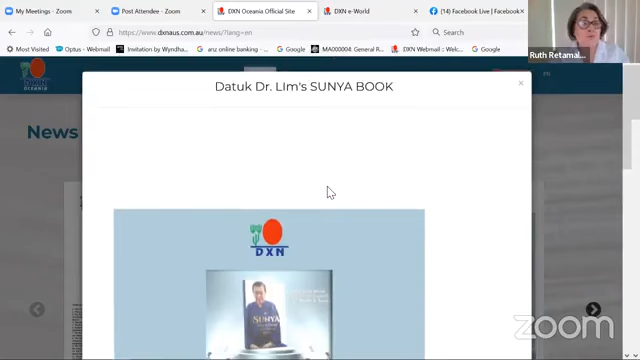 My Meetings - Zoom
Post Attendee - Zoom
DXN Oceania Official Site
DXN e-World
(14) Facebook Live | Facebook
https://www.dxnaus.com.au/news/?lang=en
Search
Most Visited
Optus - Webmail
Invitation by Wyndha...
Google
anz online banking - G...
MA000004: General R...
DXN Webmail :: Welco...
Google
Ruth Retamal...
DXN
OCEANIA
EN
Datuk Dr. LIm's SUNYA BOOK
×
News
DXN
SUNYA
zoom